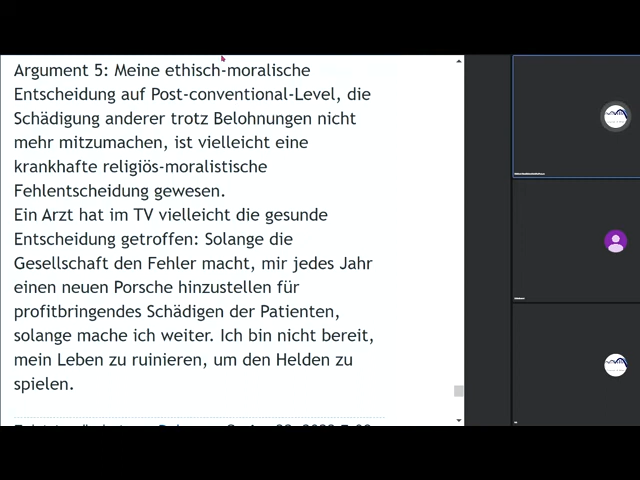 Argument 5: Meine ethisch-moralische
Entscheidung auf Post-conventional-Level, die
Schädigung anderer trotz Belohnungen nicht
mehr mitzumachen, ist vielleicht eine
krankhafte religiös-moralistische
Fehlentscheidung gewesen.
Ein Arzt hat im TV vielleicht die gesunde
Entscheidung getroffen: Solange die
Gesellschaft den Fehler macht, mir jedes Jahr
einen neuen Porsche hinzustellen für
profitbringendes Schädigen der Patienten,
solange mache ich weiter. Ich bin nicht bereit,
mein Leben zu ruinieren, um den Helden zu
spielen.